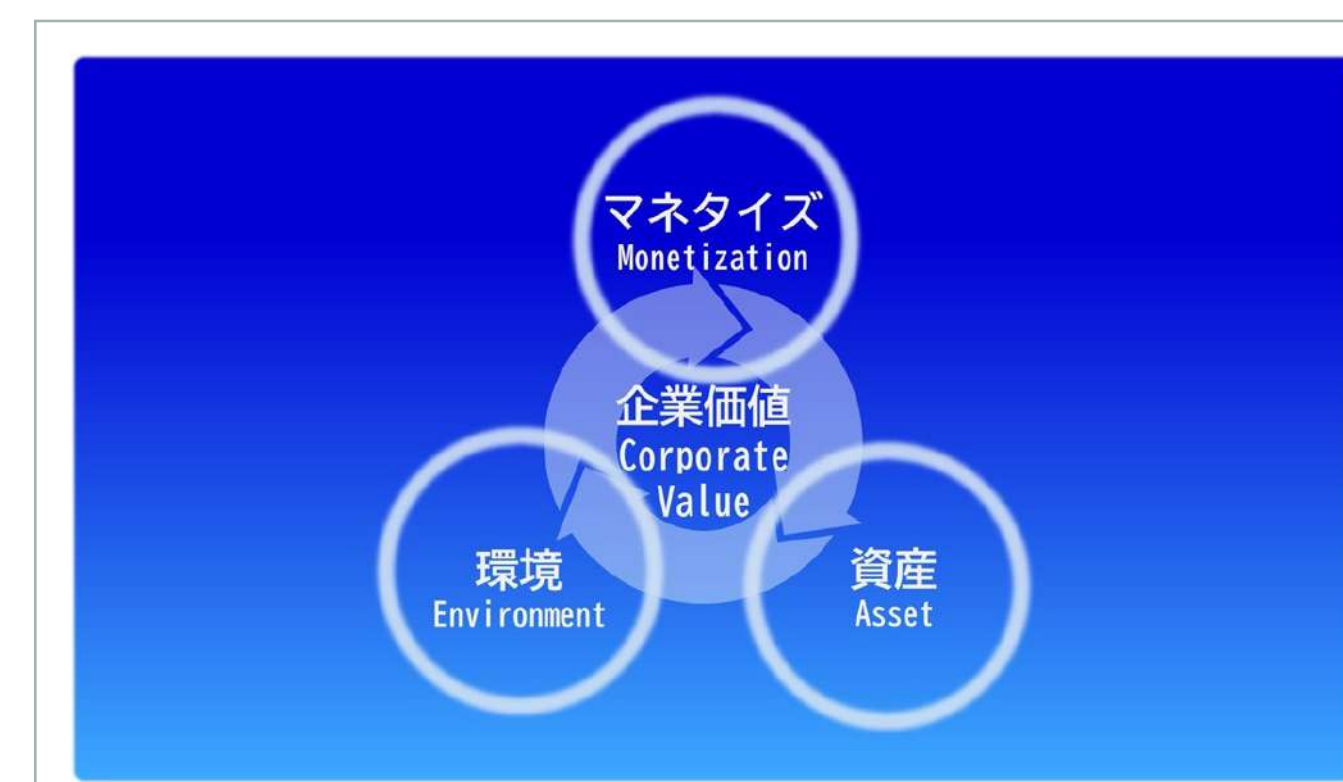 マネタイズ
Monetization
企業価値
Corporate
Value
環境
Environment
資産
Asset